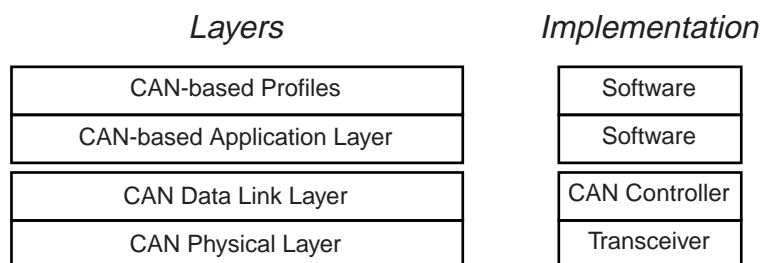 Layers Implementation
CAN-based Profiles Software
CAN-based Application Layer Software
CAN Data Link Layer CAN Controller
CAN Physical Layer Transceiver